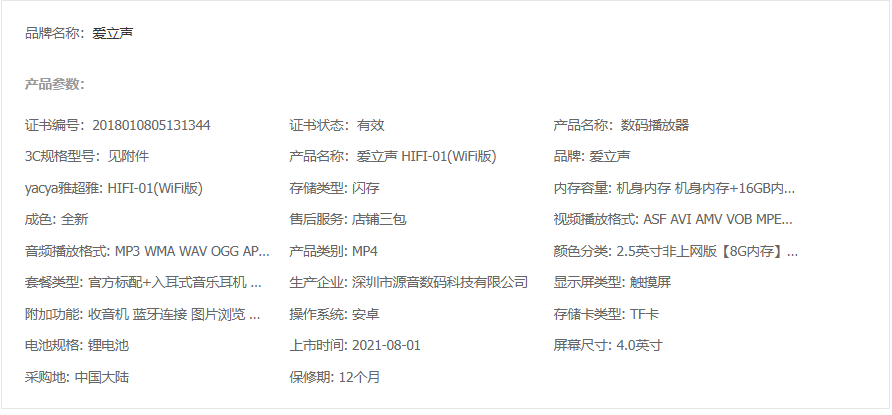 品牌名称：爱立声
产品参数：
证书编号：2018010805131344 证书状态：有效 产品名称：数码播放器
3C规格型号：见附件 产品名称：爱立声 HIFI-01(WiFi版) 品牌: 爱立声
yacya雅超雅: HIFI-01(WiFi版) 存储类型: 闪存 内存容量: 机身内存 机身内存+16GB内...
成色: 全新 售后服务: 店铺三包 视频播放格式: ASF AVI AMV VOB MPE...
音频播放格式: MP3 WMA WAV OGG AP... 产品类别: MP4 颜色分类: 2.5英寸非上网版【8G内存】...
套餐类型: 官方标配+入耳式音乐耳机 ... 生产企业: 深圳市源音数码科技有限公司 显示屏类型: 触摸屏
附加功能: 收音机 蓝牙连接 图片浏览 ... 操作系统: 安卓 存储卡类型: TF卡
电池规格: 锂电池 上市时间: 2021-08-01 屏幕尺寸: 4.0英寸
采购地: 中国大陆 保修期: 12个月